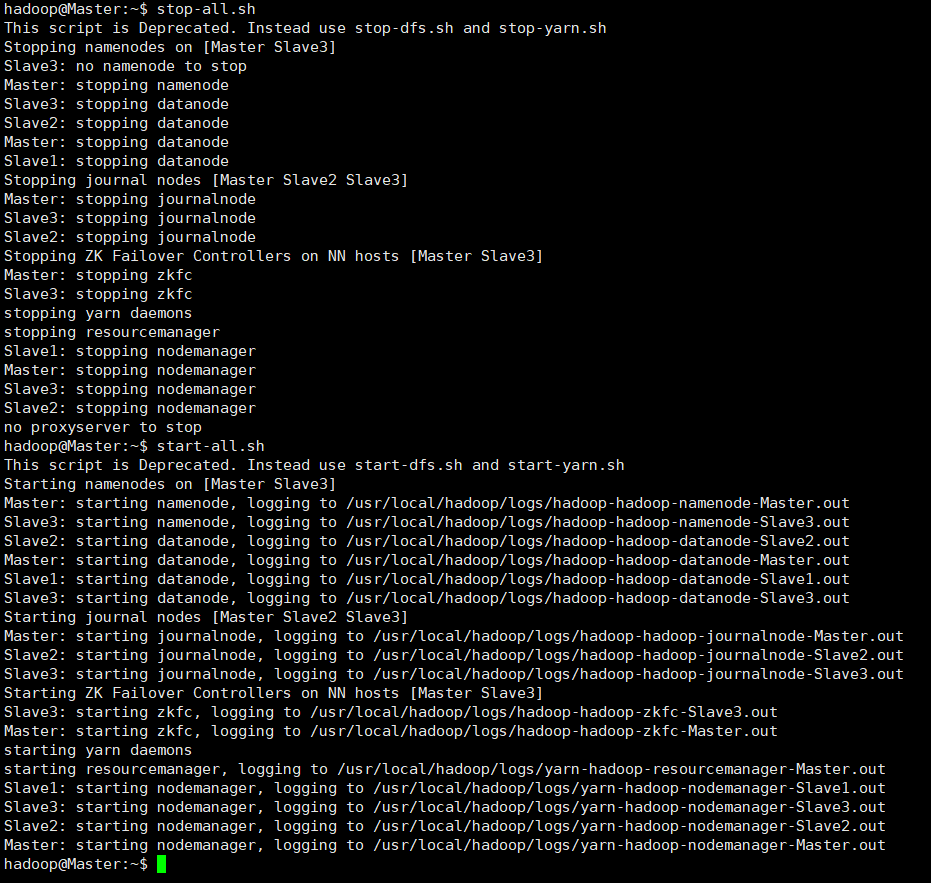 hadoop@Master:~$ stop-all.sh
This script is Deprecated. Instead use stop-dfs.sh and stop-yarn.sh
Stopping namenodes on [Master Slave3]
Slave3: no namenode to stop
Master: stopping namenode
Slave3: stopping datanode
Slave2: stopping datanode
Master: stopping datanode
Slave1: stopping datanode
Stopping journal nodes [Master Slave2 Slave3]
Master: stopping journalnode
Slave3: stopping journalnode
Slave2: stopping journalnode
Stopping ZK Failover Controllers on NN hosts [Master Slave3]
Master: stopping zkfc
Slave3: stopping zkfc
stopping yarn daemons
stopping resourcemanager
Slave1: stopping nodemanager
Master: stopping nodemanager
Slave3: stopping nodemanager
Slave2: stopping nodemanager
no proxyserver to stop
hadoop@Master:~$ start-all.sh
This script is Deprecated. Instead use start-dfs.sh and start-yarn.sh
Starting namenodes on [Master Slave3]
Master: starting namenode, logging to /usr/local/hadoop/logs/hadoop-hadoop-namenode-Master.out
Slave3: starting namenode, logging to /usr/local/hadoop/logs/hadoop-hadoop-namenode-Slave3.out
Slave2: starting datanode, logging to /usr/local/hadoop/logs/hadoop-hadoop-datanode-Slave2.out
Master: starting datanode, logging to /usr/local/hadoop/logs/hadoop-hadoop-datanode-Master.out
Slave1: starting datanode, logging to /usr/local/hadoop/logs/hadoop-hadoop-datanode-Slave1.out
Slave3: starting datanode, logging to /usr/local/hadoop/logs/hadoop-hadoop-datanode-Slave3.out
Starting journal nodes [Master Slave2 Slave3]
Master: starting journalnode, logging to /usr/local/hadoop/logs/hadoop-hadoop-journalnode-Master.out
Slave2: starting journalnode, logging to /usr/local/hadoop/logs/hadoop-hadoop-journalnode-Slave2.out
Slave3: starting journalnode, logging to /usr/local/hadoop/logs/hadoop-hadoop-journalnode-Slave3.out
Starting ZK Failover Controllers on NN hosts [Master Slave3]
Slave3: starting zkfc, logging to /usr/local/hadoop/logs/hadoop-hadoop-zkfc-Slave3.out
Master: starting zkfc, logging to /usr/local/hadoop/logs/hadoop-hadoop-zkfc-Master.out
starting yarn daemons
starting resourcemanager, logging to /usr/local/hadoop/logs/yarn-hadoop-resourcemanager-Master.out
Slave1: starting nodemanager, logging to /usr/local/hadoop/logs/yarn-hadoop-nodemanager-Slave1.out
Slave3: starting nodemanager, logging to /usr/local/hadoop/logs/yarn-hadoop-nodemanager-Slave3.out
Slave2: starting nodemanager, logging to /usr/local/hadoop/logs/yarn-hadoop-nodemanager-Slave2.out
Master: starting nodemanager, logging to /usr/local/hadoop/logs/yarn-hadoop-nodemanager-Master.out
hadoop@Master:~$